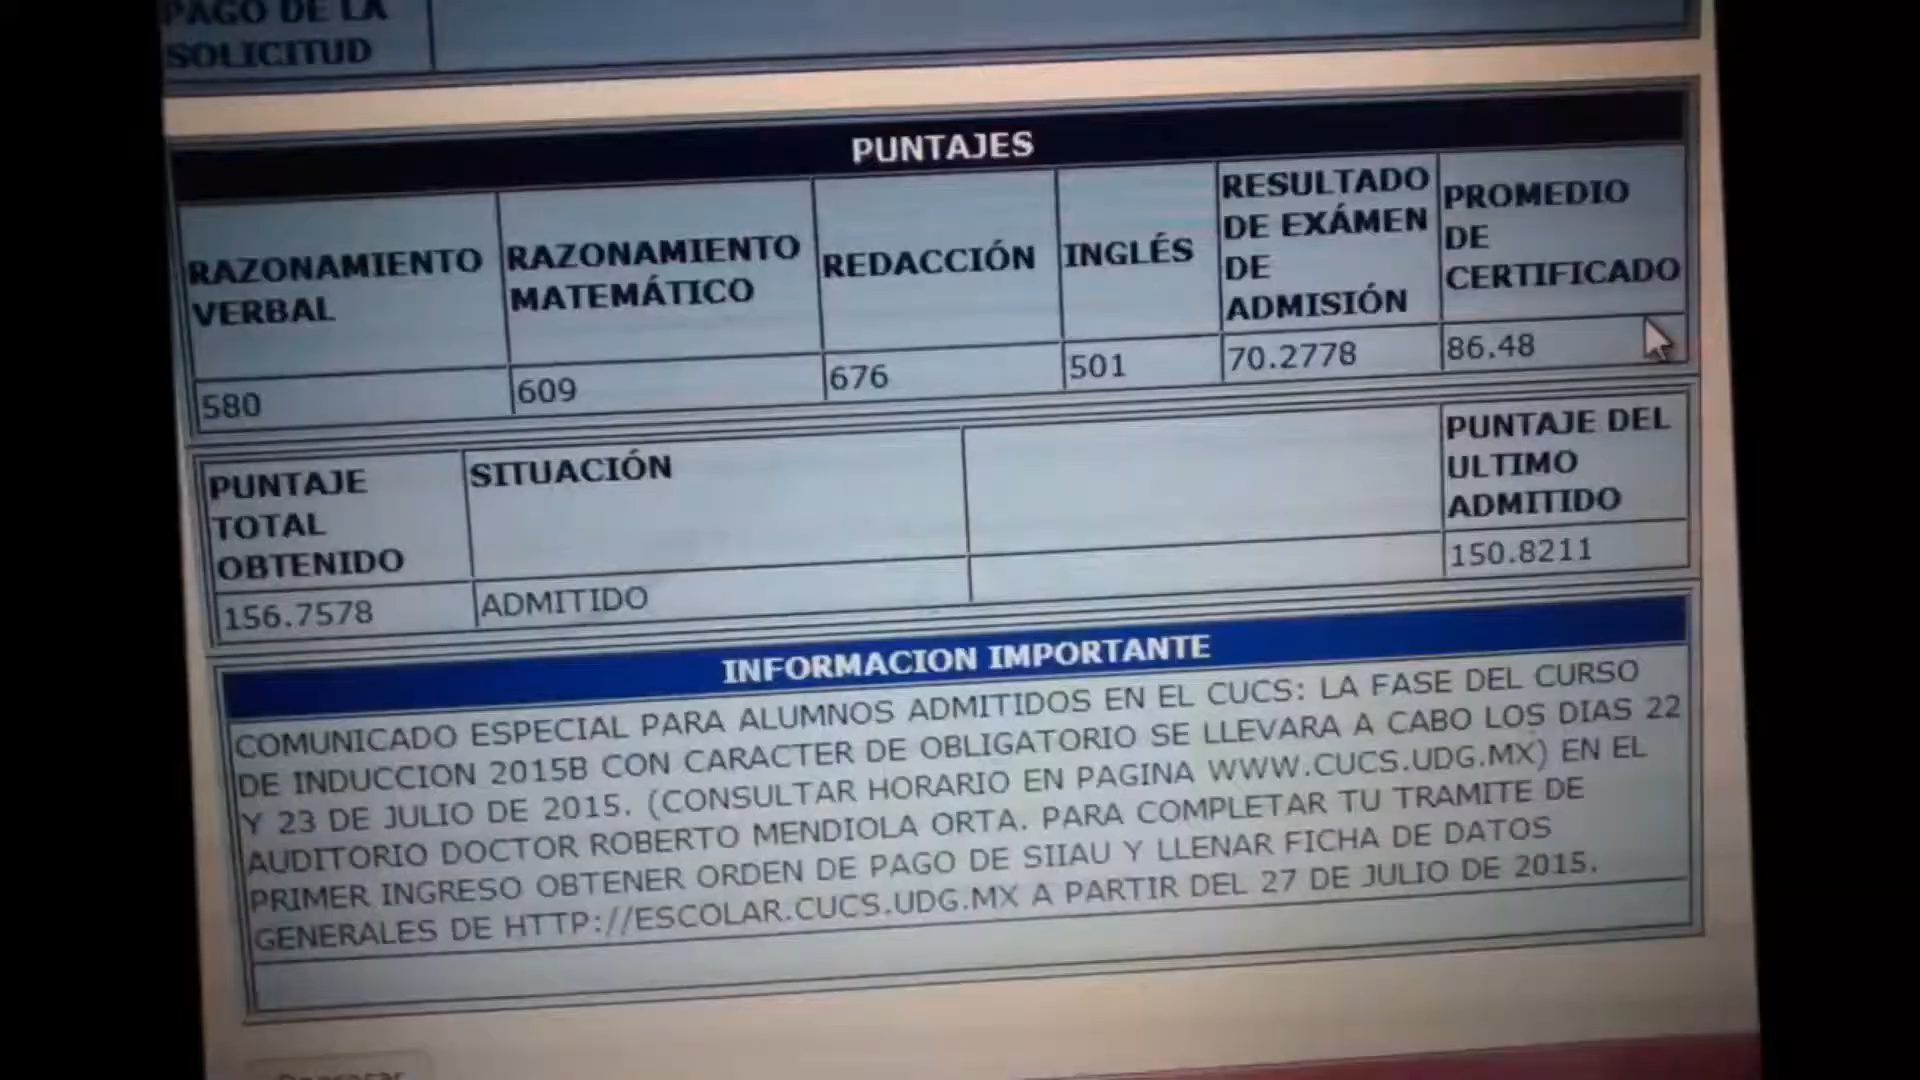 PAGO DE LA
SOLICITUD
PUNTAJES
RAZONAMIENTO
VERBAL
RAZONAMIENTO
MATEMÁTICO
REDACCIÓN
INGLÉS
RESULTADO
DE EXÁMEN
DE
ADMISIÓN
PROMEDIO
DE
CERTIFICADO
580
609
676
501
70.2778
86.48
PUNTAJE
TOTAL
OBTENIDO
SITUACIÓN
PUNTAJE DEL
ULTIMO
ADMITIDO
156.7578
ADMITIDO
150.8211
INFORMACION IMPORTANTE
COMUNICADO ESPECIAL PARA ALUMNOS ADMITIDOS EN EL CUCS: LA FASE DEL CURSO
DE INDUCCION 2015B CON CARACTER DE OBLIGATORIO SE LLEVARA A CABO LOS DIAS 22
Y 23 DE JULIO DE 2015. (CONSULTAR HORARIO EN PAGINA WWW.CUCS.UDG.MX) EN EL
AUDITORIO DOCTOR ROBERTO MENDIOLA ORTA. PARA COMPLETAR TU TRAMITE DE
PRIMER INGRESO OBTENER ORDEN DE PAGO DE SIIAU Y LLENAR FICHA DE DATOS
GENERALES DE HTTP://ESCOLAR.CUCS.UDG.MX A PARTIR DEL 27 DE JULIO DE 2015.